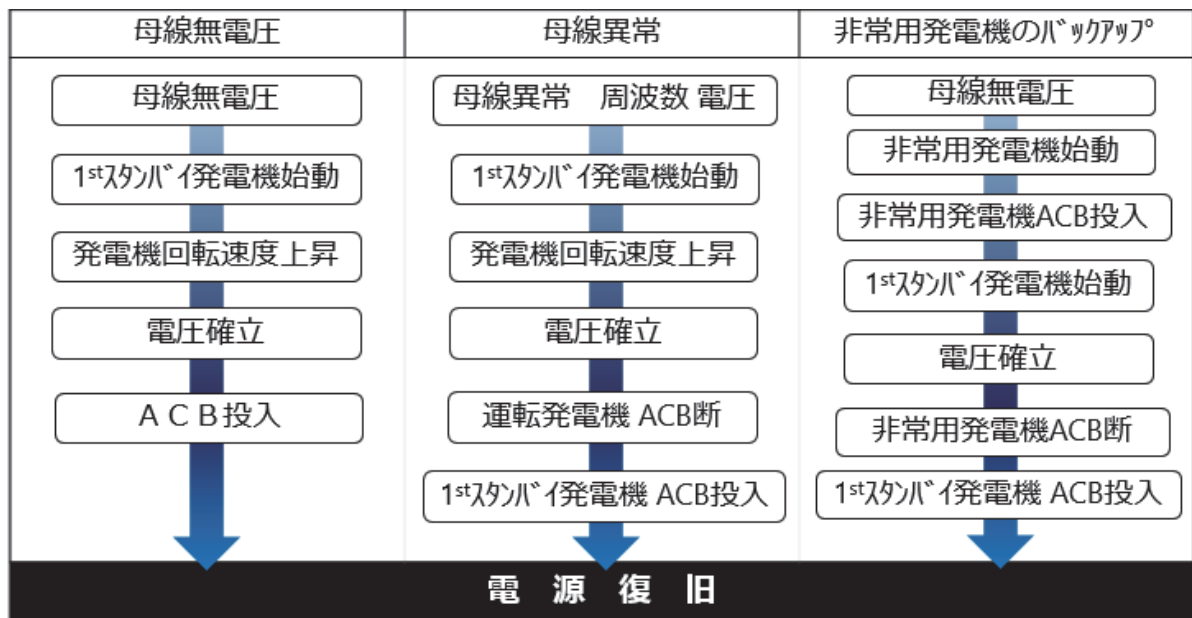 母線無電圧
母線異常
非常用発電機のﾊﾞｯｸｱｯﾌﾟ
母線無電圧
1stｽﾀﾝﾊﾞｲ発電機始動
発電機回転速度上昇
電圧確立
ＡＣＢ投入
母線異常　周波数 電圧
1stｽﾀﾝﾊﾞｲ発電機始動
発電機回転速度上昇
電圧確立
運転発電機 ACB断
1stｽﾀﾝﾊﾞｲ発電機 ACB投入
母線無電圧
非常用発電機始動
非常用発電機ACB投入
1stｽﾀﾝﾊﾞｲ発電機始動
電圧確立
非常用発電機ACB断
1stｽﾀﾝﾊﾞｲ発電機 ACB投入
電 源 復 旧